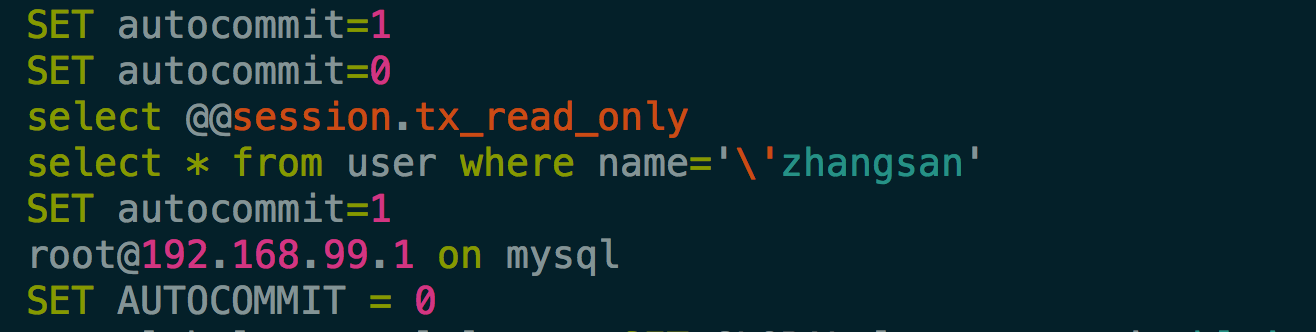 SET autocommit=1
SET autocommit=0
select @@session.tx_read_only
select * from user where name='\'zhangsan'
SET autocommit=1
root@192.168.99.1 on mysql
SET AUTOCOMMIT = 0